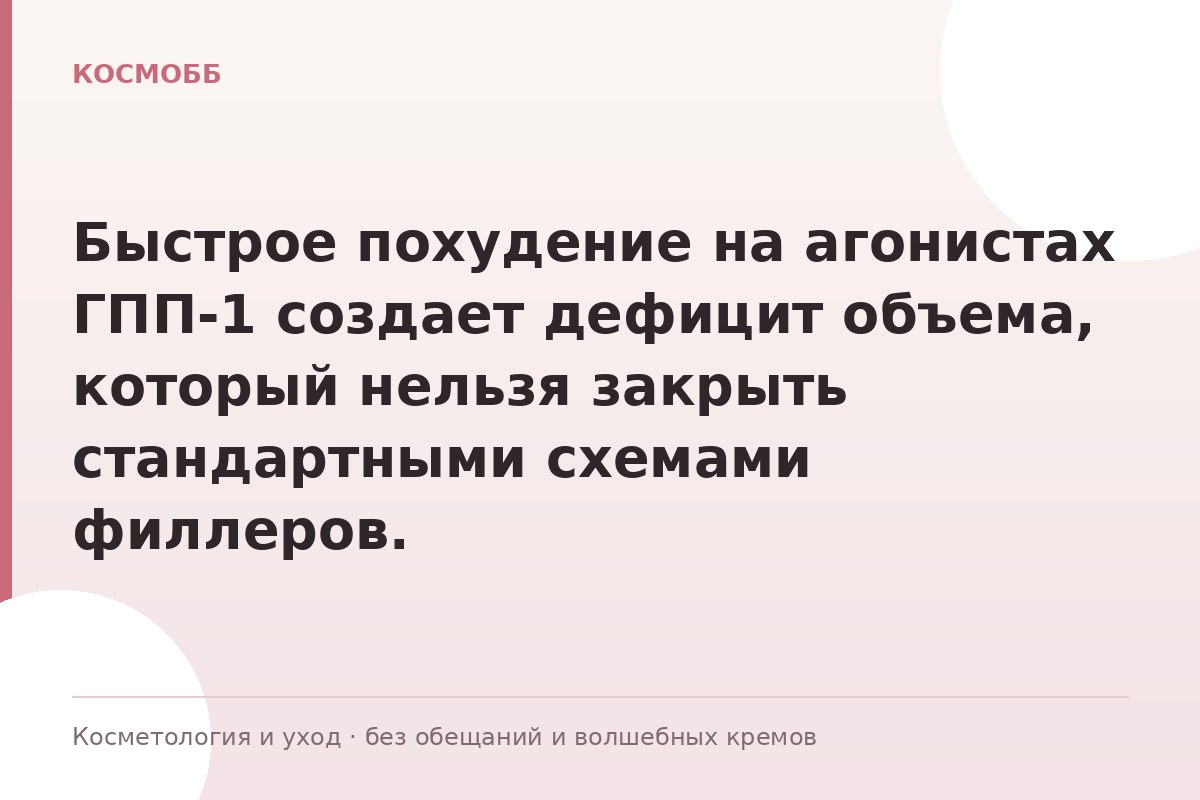 КОСМОББ
Быстрое похудение на агонистах
ГПП-1 создает дефицит объема,
который нельзя закрыть
стандартными схемами
филлеров.
Косметология и уход · без обещаний и волшебных кремов